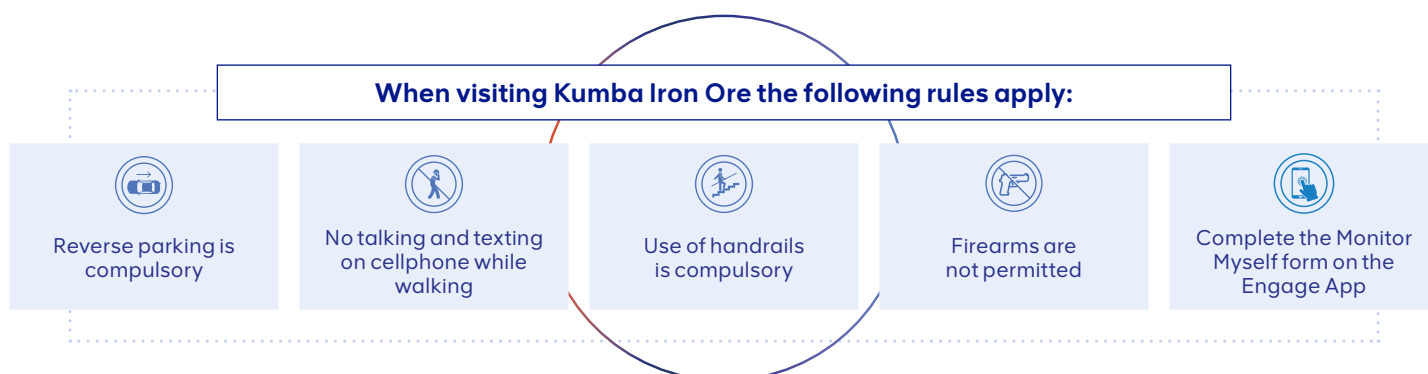 When visiting Kumba Iron Ore the following rules apply:
Reverse parking is
compulsory
No talking and texting
on cellphone while
walking
Use of handrails
is compulsory
Firearms are
not permitted
Complete the Monitor
Myself form on the
Engage App